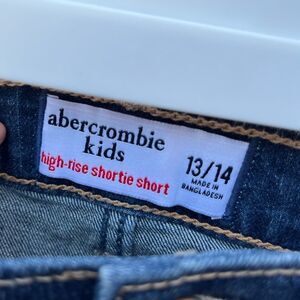 abercrombie
kids
high-rise shortie short
13/14
MADE IN
BANGLADESH